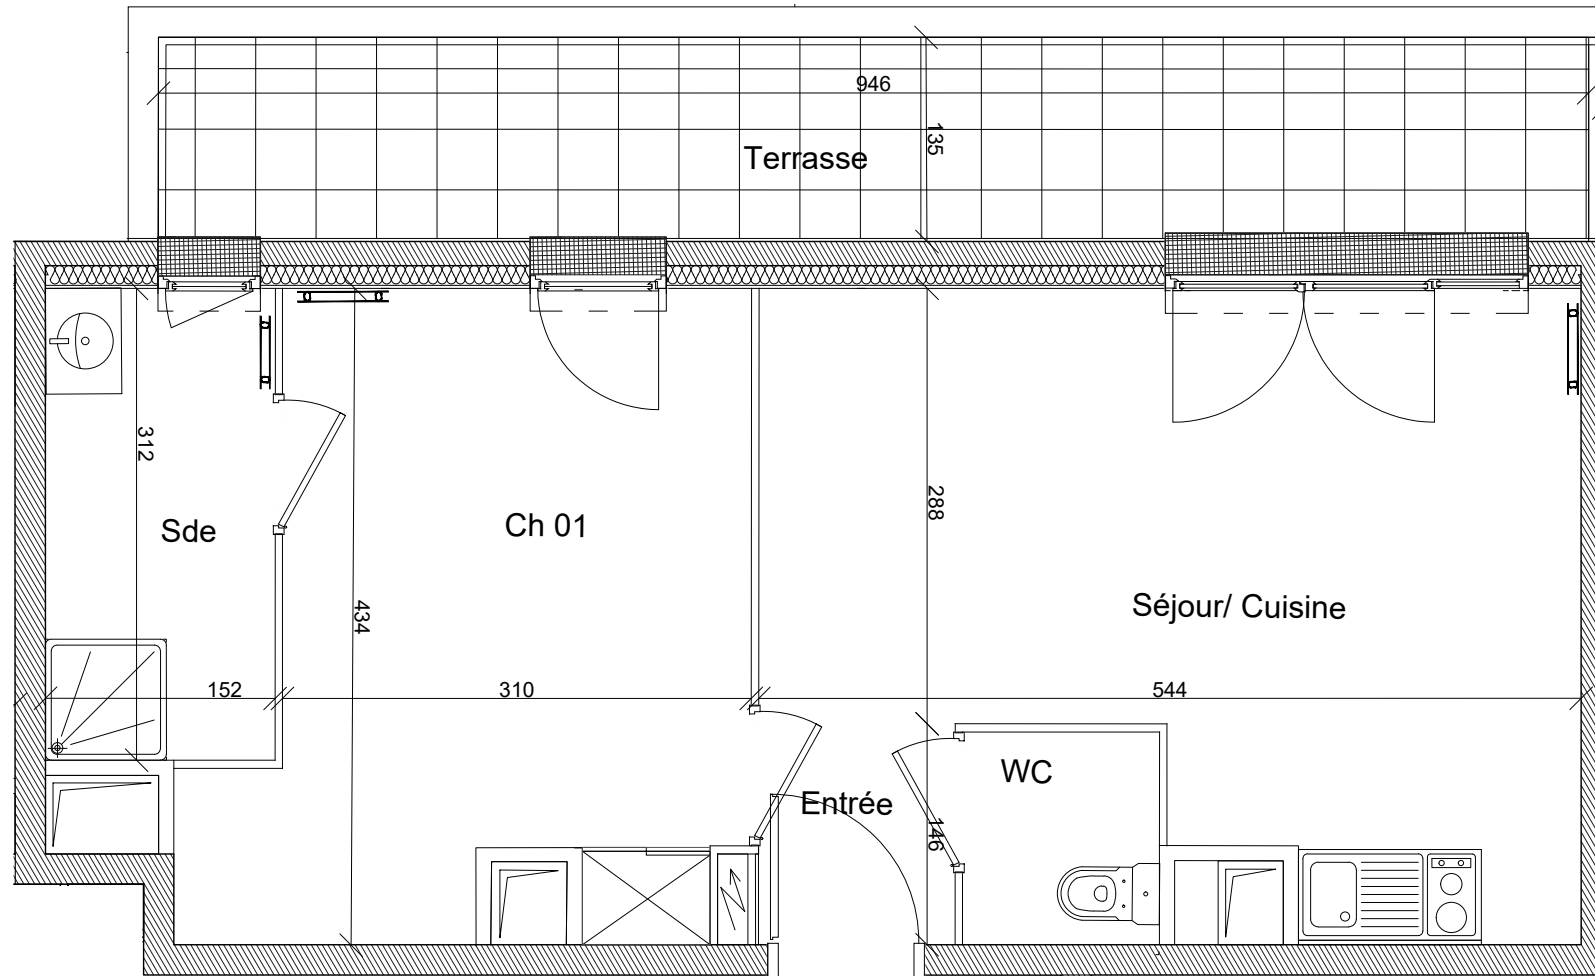 946
135
Terrasse
312
288
Sde
Ch 01
434
Séjour/ Cuisine
152
310
544
WC
Entrée
146